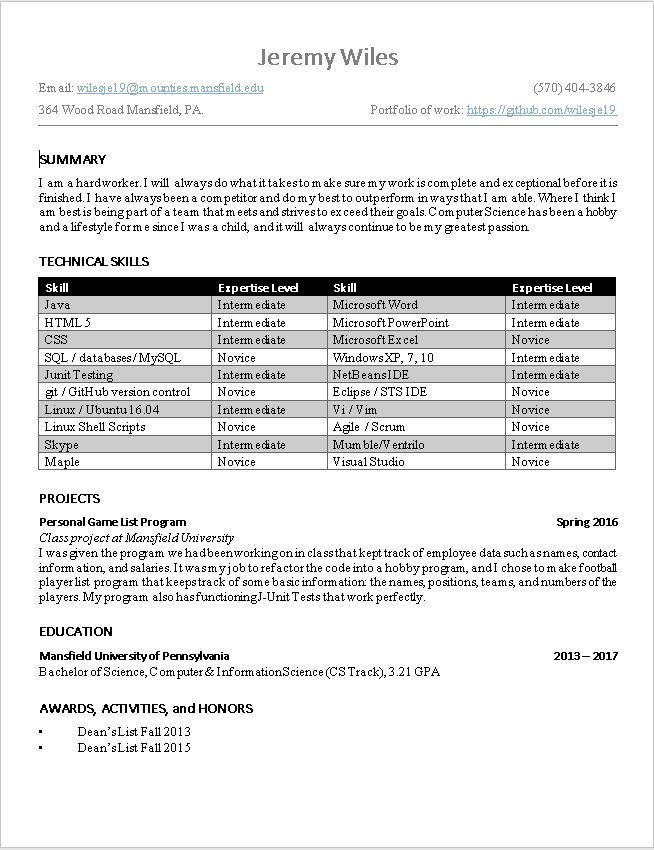 Jeremy Wiles
Email: wilesje19@mounties.mansfield.edu (570) 404-3846
364 Wood Road Mansfield, PA. Portfolio of work: https://github.com/wilesje19
SUMMARY
I am a hard worker. I will always do what it takes to make sure my work is complete and exceptional before it is
finished. I have always been a competitor and do my best to outperform in ways that I am able. Where I think I
am best is being part of a team that meets and strives to exceed their goals. Computer Science has been a hobby
and a lifestyle for me since I was a child, and it will always continue to be my greatest passion.
TECHNICAL SKILLS
Skill Expertise Level Skill Expertise Level
Java Intermediate Microsoft Word Intermediate
HTML 5 Intermediate Microsoft PowerPoint Intermediate
CSS Intermediate Microsoft Excel Novice
SQL / databases / MySQL Novice Windows XP, 7, 10 Intermediate
Junit Testing Intermediate NetBeans IDE Intermediate
git / GitHub version control Novice Eclipse / STS IDE Novice
Linux / Ubuntu 16.04 Intermediate Vi / Vim Novice
Linux Shell Scripts Novice Agile / Scrum Novice
Skype Intermediate Mumble/Ventrilo Intermediate
Maple Novice Visual Studio Novice
PROJECTS
Personal Game List Program Spring 2016
Class project at Mansfield University
I was given the program we had been working on in class that kept track of employee data such as names, contact
information, and salaries. It was my job to refactor the code into a hobby program, and I chose to make football
player list program that keeps track of some basic information: the names, positions, teams, and numbers of the
players. My program also has functioning J-Unit Tests that work perfectly.
EDUCATION
Mansfield University of Pennsylvania 2013 – 2017
Bachelor of Science, Computer & Information Science (CS Track), 3.21 GPA
AWARDS, ACTIVITIES, and HONORS
• Dean's List Fall 2013
• Dean's List Fall 2015